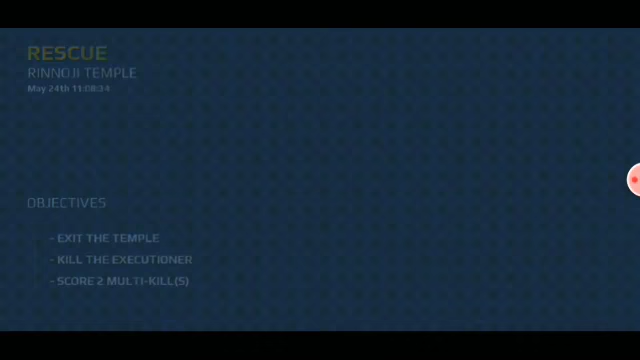 RESCUE
RINNOJI TEMPLE
May 24th 11:08:34
OBJECTIVES
- EXIT THE TEMPLE
- KILL THE EXECUTIONER
- SCORE 2 MULTI-KILL(S)